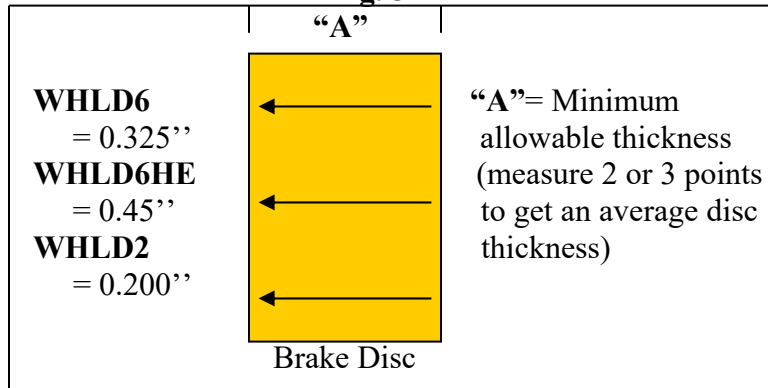 “A”
WHLD6
= 0.325’’
WHLD6HE
= 0.45’’
WHLD2
= 0.200’’
“A”= Minimum
allowable thickness
(measure 2 or 3 points
to get an average disc
thickness)
Brake Disc